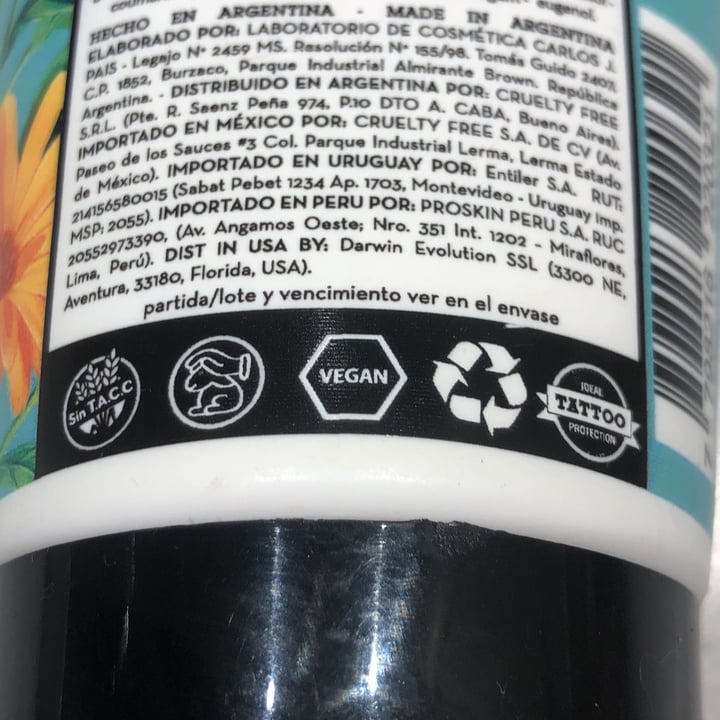 eugenol.
HECHO EN ARGENTINA - MADE IN ARGENTINA
ELABORADO POR: LABORATORIO DE COSMÉTICA CARLOS J.
PAIS - Legajo Nº 2459 MS. Resolución Nº 155/98. Tomás Guido 2407,
C.P. 1852, Burzaco, Parque Industrial Almirante Brown. República
Argentina. - DISTRIBUIDO EN ARGENTINA POR: CRUELTY FREE
S.R.L. (Pte. R. Saenz Peña 974, P.10 DTO A. CABA, Bueno Aires).
IMPORTADO EN MÉXICO POR: CRUELTY FREE S.A. DE CV (Av.
Paseo de los Sauces #3 Col. Parque Industrial Lerma, Lerma Estado
de México). IMPORTADO EN URUGUAY POR: Entiler S.A. RUT:
214156580015 (Sabat Pebet 1234 Ap. 1703, Montevideo - Uruguay Imp.
MSP: 2055). IMPORTADO EN PERU POR: PROSKIN PERU S.A. RUC
20552973390, (Av. Angamos Oeste; Nro. 351 Int. 1202 - Miraflores,
Lima, Perú). DIST IN USA BY: Darwin Evolution SSL (3300 NE,
Aventura, 33180, Florida, USA).
partida/lote y vencimiento ver en el envase
Sin T.A.C.C
VEGAN
IDEAL
TATTOO
PROTECTION